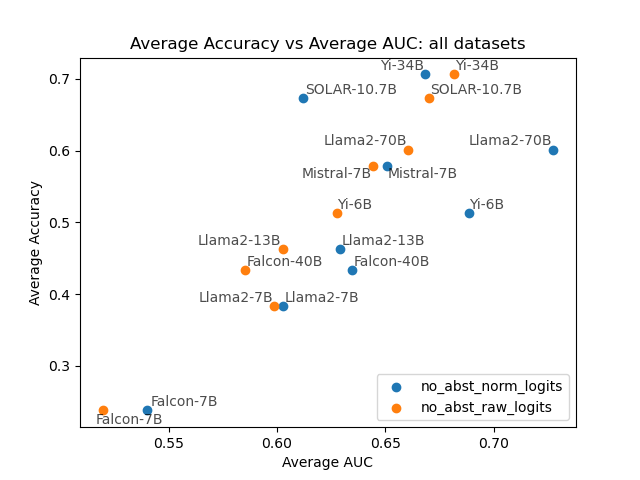 Average Accuracy vs Average AUC: all datasets
Yi-34B Yi-34B
0.7
SOLAR-10.7B SOLAR-10.7B
Llama2-70B Llama2-70B
0.6
Mistral-7B Mistral-7B
Yi-6B Yi-6B
0.5
Llama2-13B Llama2-13B
Falcon-40B Falcon-40B
0.4
Llama2-7B Llama2-7B
0.3
Falcon-7B
Falcon-7B
Average Accuracy
no_abst_norm_logits
no_abst_raw_logits
0.55 0.60 0.65 0.70
Average AUC